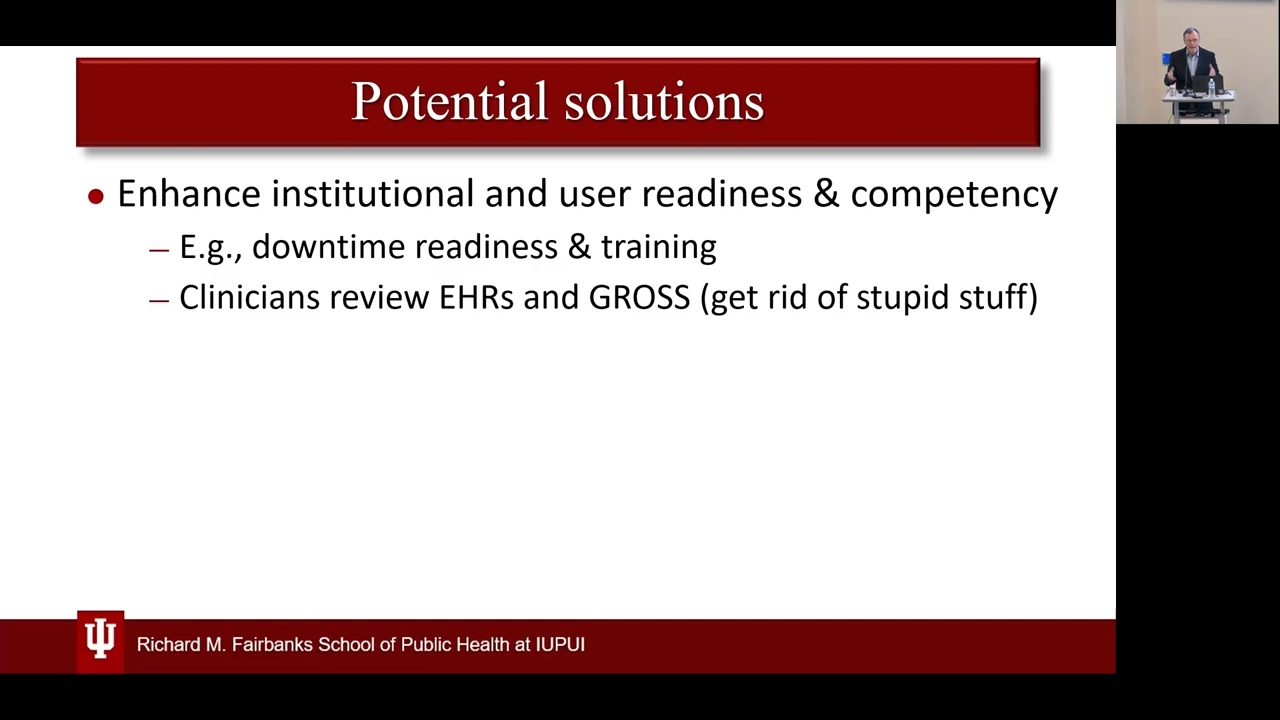 Potential solutions
• Enhance institutional and user readiness & competency
– E.g., downtime readiness & training
– Clinicians review EHRs and GROSS (get rid of stupid stuff)
Richard M. Fairbanks School of Public Health at IUPUI